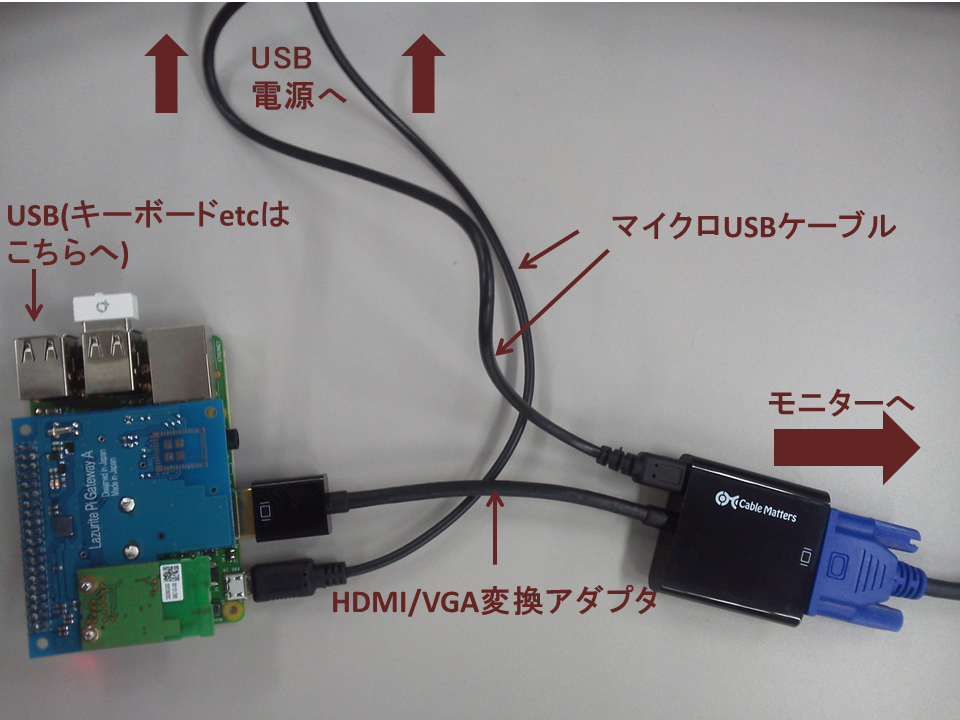 USB
電源へ
USB(キーボードetcは
こちらへ)
マイクロUSBケーブル
モニターへ
Cable Matters
Lazurite Pi Gateway A
Designed in Japan
Made in Japan
HDMI/VGA変換アダプタ